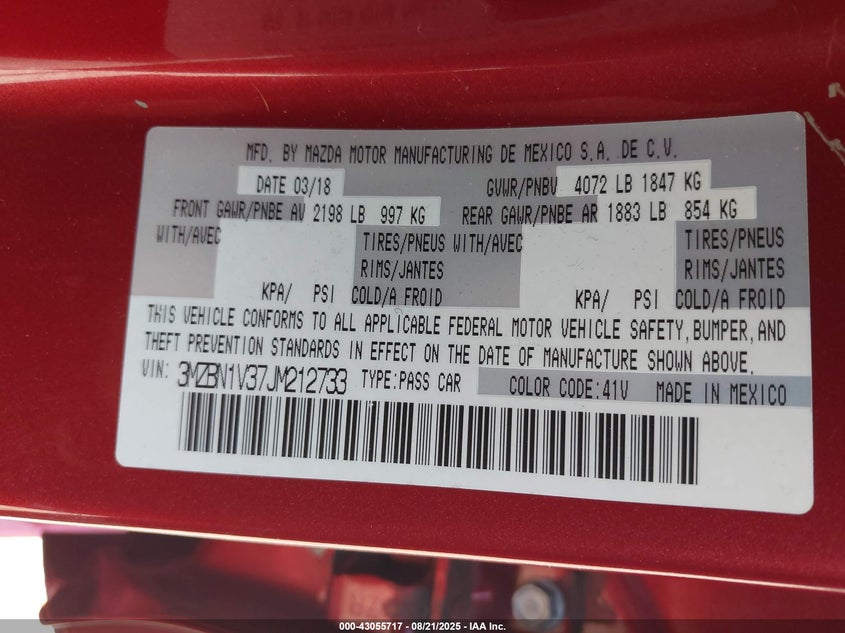 MFD. BY MAZDA MOTOR MANUFACTURING DE MEXICO S.A. DE C.V.
DATE 03/18 GVWR/PNBV 4072 LB 1847 KG
FRONT GAWR/PNBE AV 2198 LB 997 KG REAR GAWR/PNBE AR 1883 LB 854 KG
WITH/AVEC TIRES/PNEUS WITH/AVEC TIRES/PNEUS
RIMS/JANTES RIMS/JANTES
KPA/ PSI COLD/A FROID KPA/ PSI COLD/A FROID
THIS VEHICLE CONFORMS TO ALL APPLICABLE FEDERAL MOTOR VEHICLE SAFETY, BUMPER, AND
THEFT PREVENTION STANDARDS IN EFFECT ON THE DATE OF MANUFACTURE SHOWN ABOVE.
VIN: 3MZBN1V37JM212733 TYPE:PASS CAR COLOR CODE:41V MADE IN MEXICO
000-43055717 - 08/21/2025 - IAA Inc.